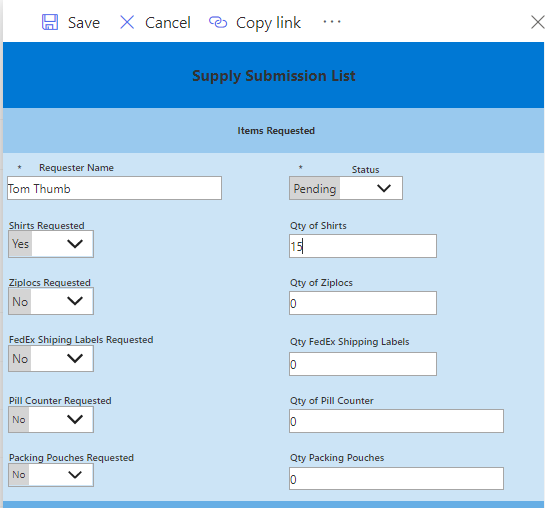 Save Cancel Copy link ...
Supply Submission List
Items Requested
* Requester Name * Status
Tom Thumb Pending
Shirts Requested Qty of Shirts
Yes 15
Ziplocs Requested Qty of Ziplocs
No 0
FedEx Shiping Labels Requested Qty FedEx Shipping Labels
No 0
Pill Counter Requested Qty of Pill Counter
No 0
Packing Pouches Requested Qty Packing Pouches
No 0